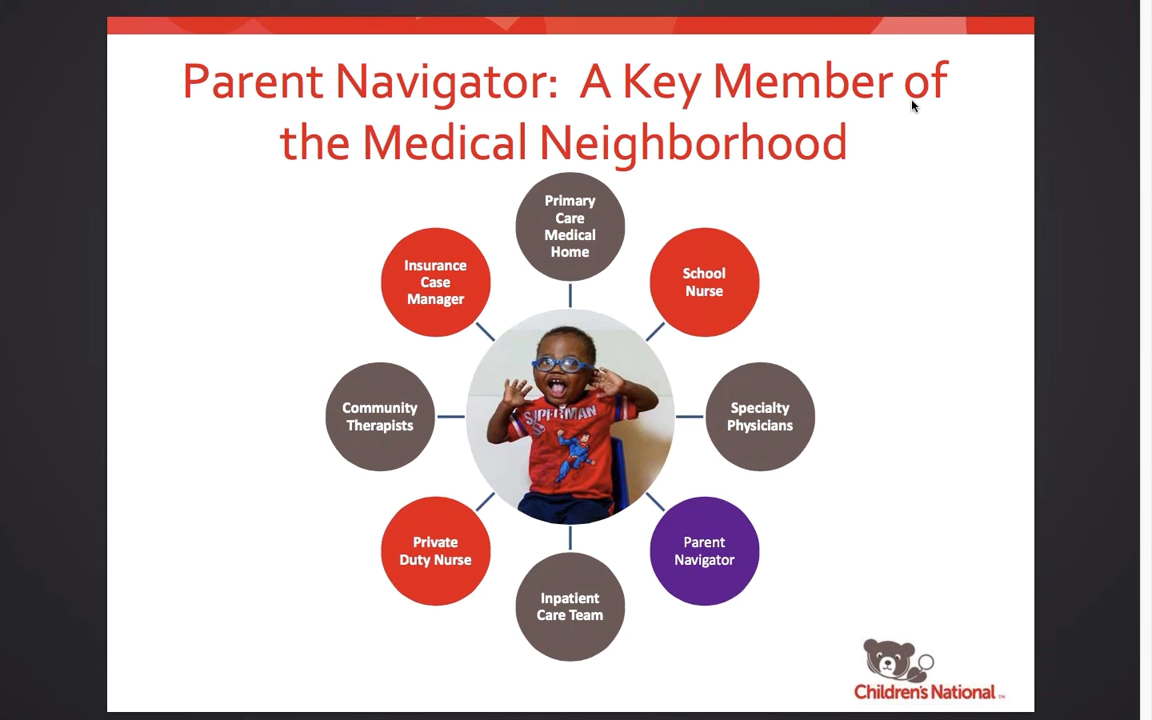 Parent Navigator: A Key Member of
the Medical Neighborhood
Primary
Care
Medical
Home
School
Nurse
Specialty
Physicians
Parent
Navigator
Inpatient
Care Team
Private
Duty Nurse
Community
Therapists
Insurance
Case
Manager
SUPERMAN
Children's National ™